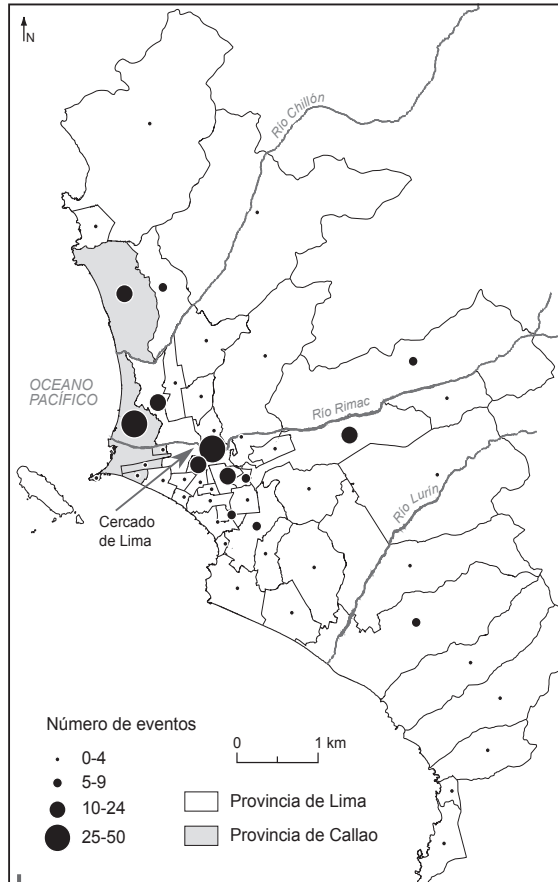 N
Río Chillón
OCEANO
PACÍFICO
Río Rimac
Río Lurín
Cercado
de Lima
Número de eventos
0-4
5-9
10-24
25-50
0 1 km
Provincia de Lima
Provincia de Callao